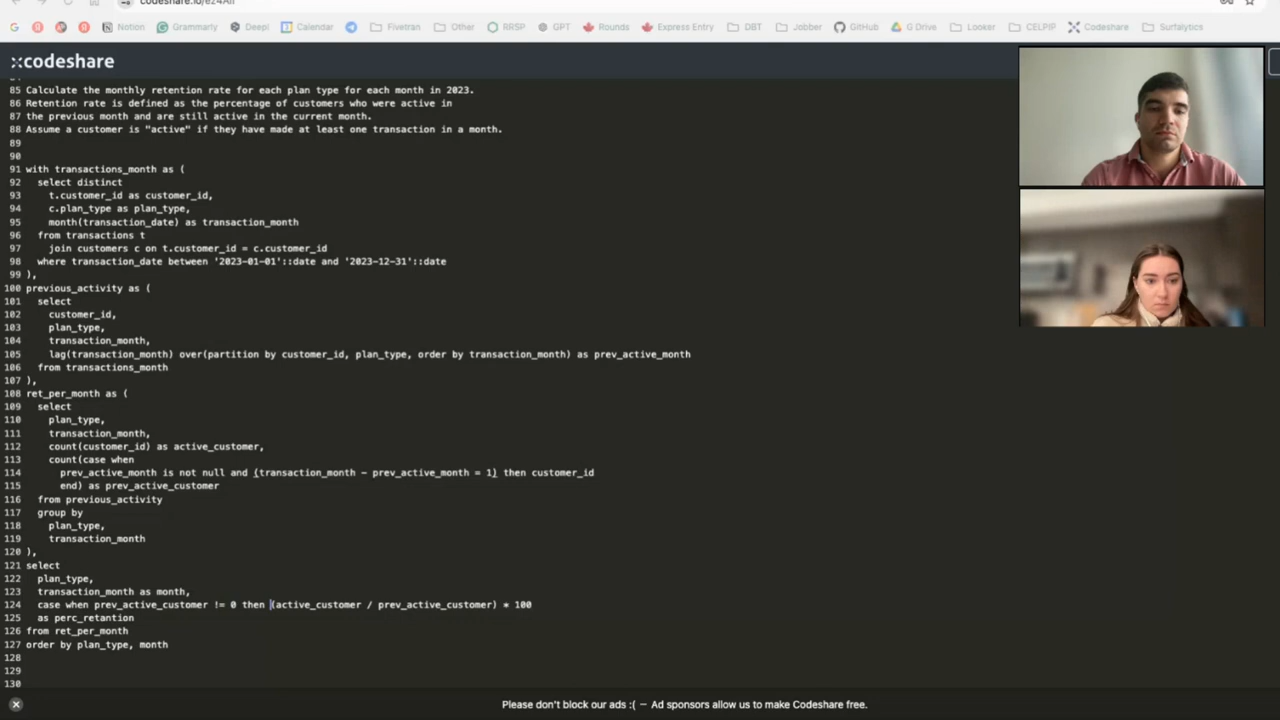 codeshare.io/ez4All
Notion Grammarly Deepl Calendar Fivetran Other RRSP GPT Rounds Express Entry DBT Jobber GitHub G Drive Looker CELPIP Codeshare Surfalytics
::codeshare
85 Calculate the monthly retention rate for each plan type for each month in 2023.
86 Retention rate is defined as the percentage of customers who were active in
87 the previous month and are still active in the current month.
88 Assume a customer is "active" if they have made at least one transaction in a month.
89
90
91 with transactions_month as (
92 select distinct
93 t.customer_id as customer_id,
94 c.plan_type as plan_type,
95 month(transaction_date) as transaction_month
96 from transactions t
97 join customers c on t.customer_id = c.customer_id
98 where transaction_date between '2023-01-01'::date and '2023-12-31'::date
99 ),
100 previous_activity as (
101 select
102 customer_id,
103 plan_type,
104 transaction_month,
105 lag(transaction_month) over(partition by customer_id, plan_type, order by transaction_month) as prev_active_month
106 from transactions_month
107 ),
108 ret_per_month as (
109 select
110 plan_type,
111 transaction_month,
112 count(customer_id) as active_customer,
113 count(case when
114 prev_active_month is not null and (transaction_month - prev_active_month = 1) then customer_id
115 end) as prev_active_customer
116 from previous_activity
117 group by
118 plan_type,
119 transaction_month
120 ),
121 select
122 plan_type,
123 transaction_month as month,
124 case when prev_active_customer != 0 then (active_customer / prev_active_customer) * 100
125 as perc_retantion
126 from ret_per_month
127 order by plan_type, month
128
129
130
Please don't block our ads :( — Ad sponsors allow us to make Codeshare free.